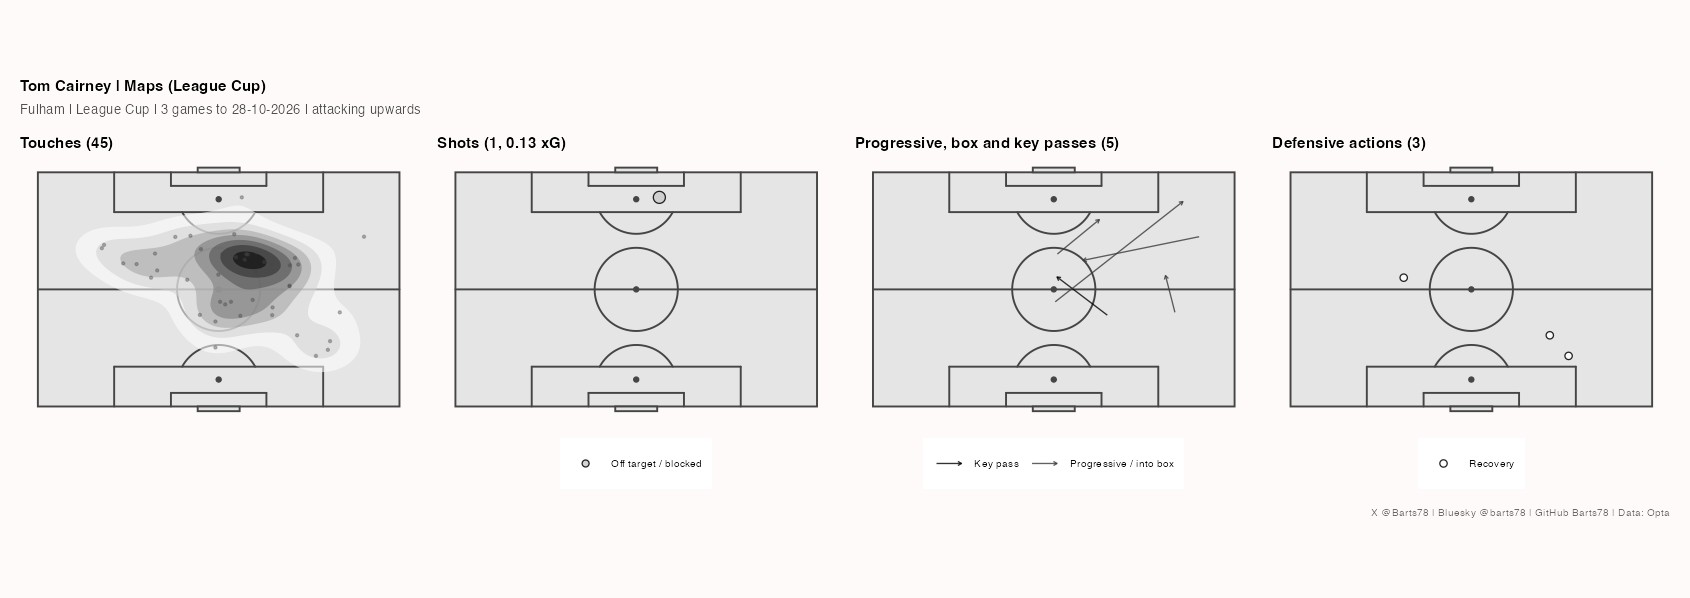 Tom Cairney | Maps (League Cup)
Fulham | League Cup | 3 games to 28-10-2026 | attacking upwards
Touches (45)
Shots (1, 0.13 xG)
Progressive, box and key passes (5)
Defensive actions (3)
Off target / blocked
Key pass
Progressive / into box
Recovery
X @Barts78 | Bluesky @barts78 | GitHub Barts78 | Data: Opta